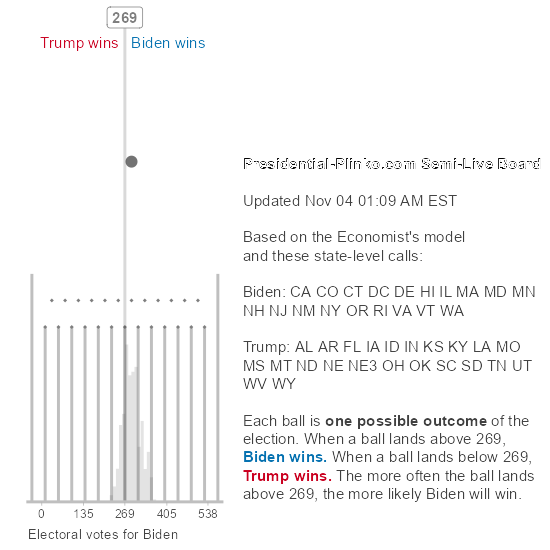 269
Trump wins Biden wins
Presidential-Plinko.com Semi-Live Board
Updated Nov 04 01:09 AM EST
Based on the Economist's model
and these state-level calls:
Biden: CA CO CT DC DE HI IL MA MD MN
NH NJ NM NY OR RI VA VT WA
Trump: AL AR FL IA ID IN KS KY LA MO
MS MT ND NE NE3 OH OK SC SD TN UT
WV WY
Each ball is one possible outcome of the
election. When a ball lands above 269,
Biden wins. When a ball lands below 269,
Trump wins. The more often the ball lands
above 269, the more likely Biden will win.
0 135 269 405 538
Electoral votes for Biden